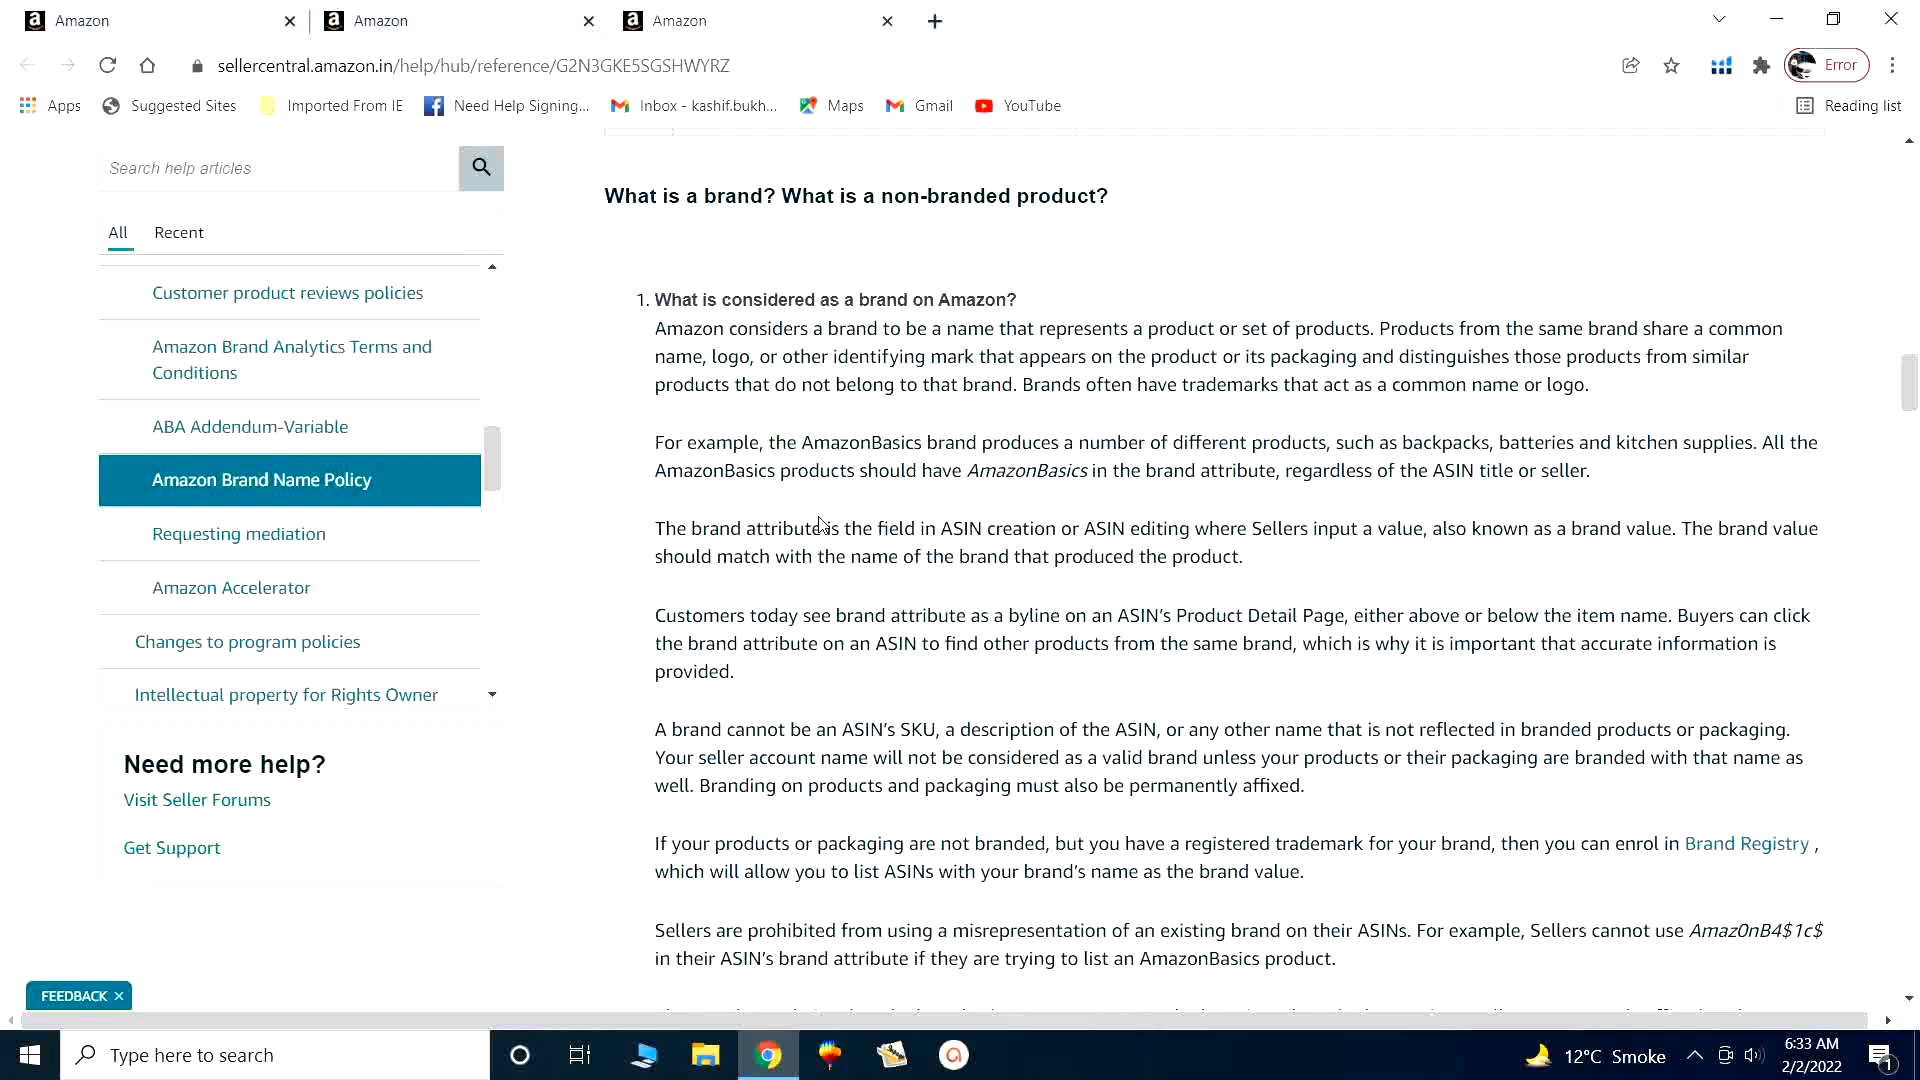 Amazon
Amazon
Amazon
sellercentral.amazon.in/help/hub/reference/G2N3GKE5SGSHWYRZ
Error
Apps
Suggested Sites
Imported From IE
Need Help Signing...
Inbox - kashif.bukh...
Maps
Gmail
YouTube
Reading list
Search help articles
All
Recent
Customer product reviews policies
Amazon Brand Analytics Terms and
Conditions
ABA Addendum-Variable
Amazon Brand Name Policy
Requesting mediation
Amazon Accelerator
Changes to program policies
Intellectual property for Rights Owner
Need more help?
Visit Seller Forums
Get Support
FEEDBACK
What is a brand? What is a non-branded product?
1. What is considered as a brand on Amazon?
Amazon considers a brand to be a name that represents a product or set of products. Products from the same brand share a common
name, logo, or other identifying mark that appears on the product or its packaging and distinguishes those products from similar
products that do not belong to that brand. Brands often have trademarks that act as a common name or logo.
For example, the AmazonBasics brand produces a number of different products, such as backpacks, batteries and kitchen supplies. All the
AmazonBasics products should have AmazonBasics in the brand attribute, regardless of the ASIN title or seller.
The brand attribute is the field in ASIN creation or ASIN editing where Sellers input a value, also known as a brand value. The brand value
should match with the name of the brand that produced the product.
Customers today see brand attribute as a byline on an ASIN’s Product Detail Page, either above or below the item name. Buyers can click
the brand attribute on an ASIN to find other products from the same brand, which is why it is important that accurate information is
provided.
A brand cannot be an ASIN’s SKU, a description of the ASIN, or any other name that is not reflected in branded products or packaging.
Your seller account name will not be considered as a valid brand unless your products or their packaging are branded with that name as
well. Branding on products and packaging must also be permanently affixed.
If your products or packaging are not branded, but you have a registered trademark for your brand, then you can enrol in Brand Registry ,
which will allow you to list ASINs with your brand’s name as the brand value.
Sellers are prohibited from using a misrepresentation of an existing brand on their ASINs. For example, Sellers cannot use Amaz0nB4$1c$
in their ASIN’s brand attribute if they are trying to list an AmazonBasics product.
Type here to search
12°C Smoke
6:33 AM
2/2/2022
1